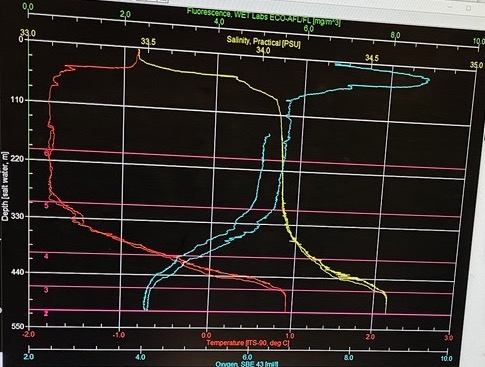 0.0 2.0 4.0 6.0 8.0 10.0
Fluorescence, WET Labs ECO-AFL/FL [mg/m^3]
33.0 33.5 34.0 34.5 35.0
Salinity, Practical [PSU]
0
110
220
330
440
550
Depth [salt water, m]
6
5
4
3
2
-2.0 -1.0 0.0 1.0 2.0 3.0
Temperature [ITS-90, deg C]
2.0 4.0 6.0 8.0 10.0
Oxygen, SBE 43 [ml/l]